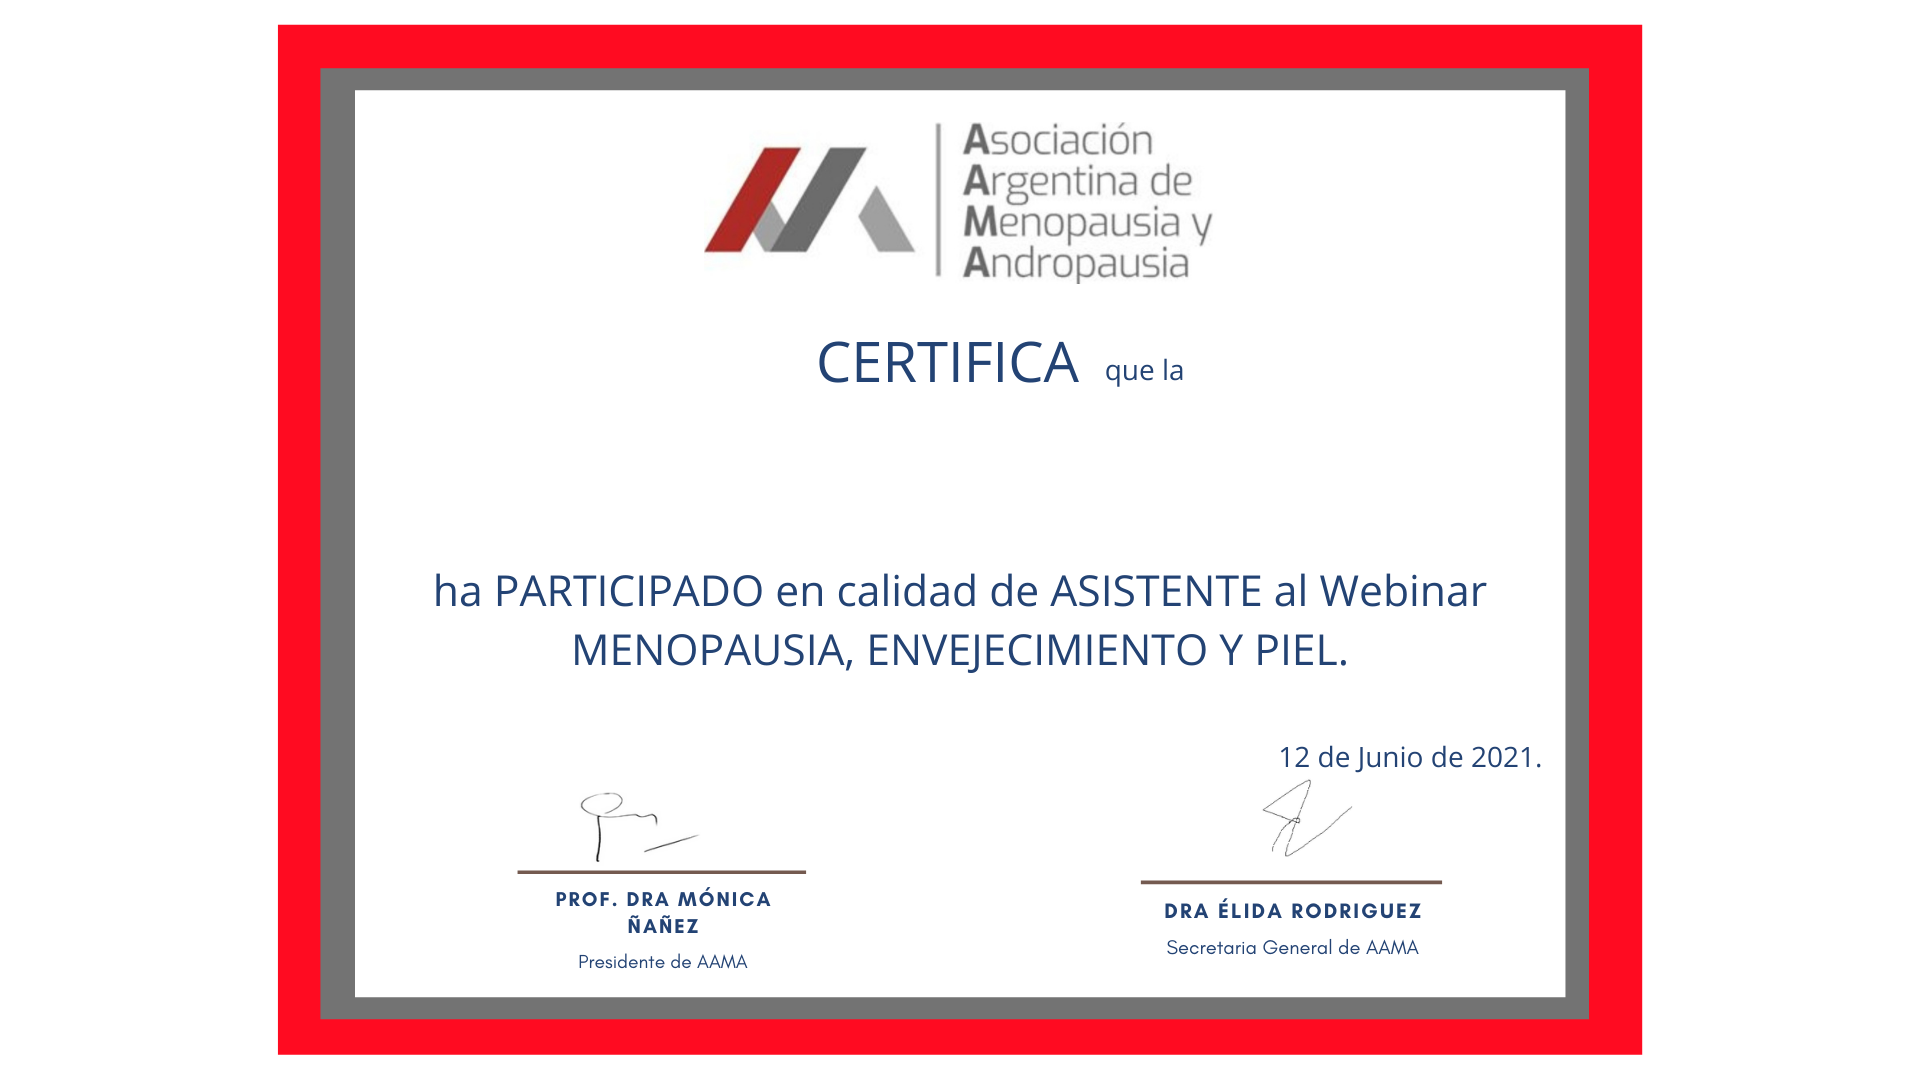 Asociación
Argentina de
Menopausia y
Andropausia
CERTIFICA que la
ha PARTICIPADO en calidad de ASISTENTE al Webinar
MENOPAUSIA, ENVEJECIMIENTO Y PIEL.
12 de Junio de 2021.
PROF. DRA MÓNICA
ÑAÑEZ
Presidente de AAMA
DRA ÉLIDA RODRIGUEZ
Secretaria General de AAMA